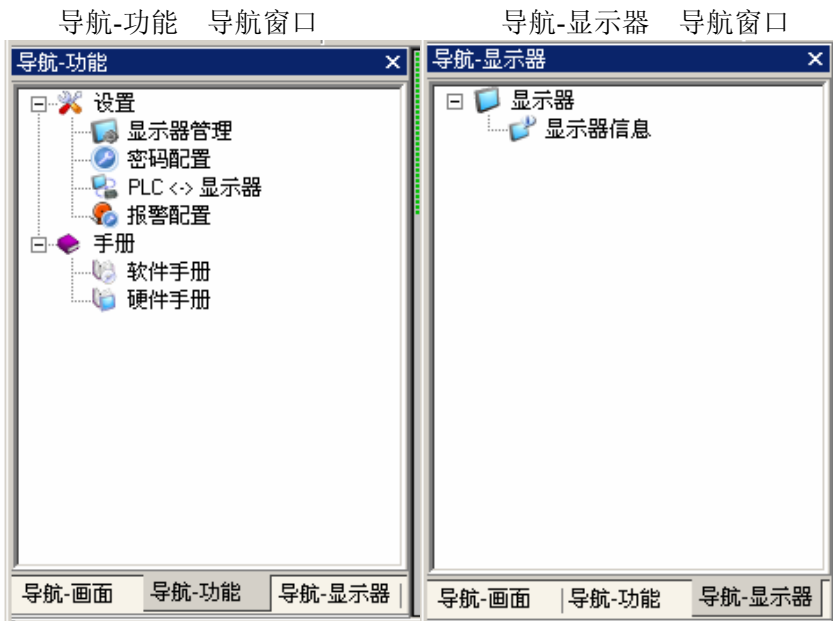 导航-功能 导航窗口
导航-显示器 导航窗口
导航-功能
设置
显示器管理
密码配置
PLC <-> 显示器
报警配置
手册
软件手册
硬件手册
导航-画面 导航-功能 导航-显示器
导航-显示器
显示器
显示器信息
导航-画面 导航-功能 导航-显示器